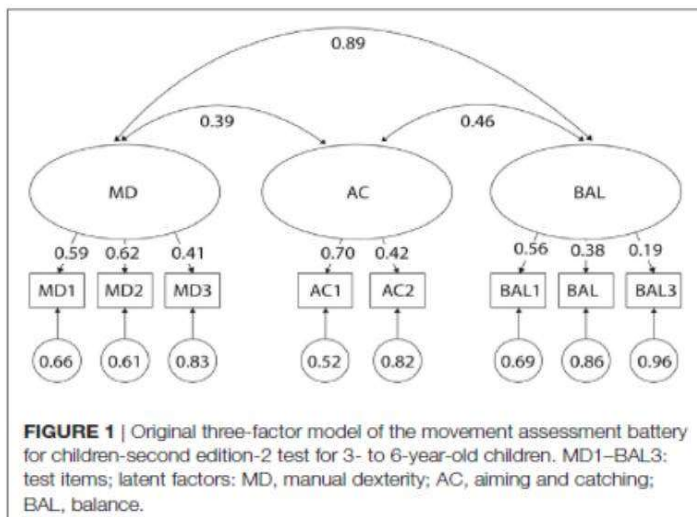 0.89
0.39
0.46
MD
AC
BAL
0.59 0.62 0.41
0.70 0.42
0.56 0.38 0.19
MD1 MD2 MD3
AC1 AC2
BAL1 BAL BAL3
0.66 0.61 0.83
0.52 0.82
0.69 0.86 0.96
FIGURE 1 | Original three-factor model of the movement assessment battery
for children-second edition-2 test for 3- to 6-year-old children. MD1–BAL3:
test items; latent factors: MD, manual dexterity; AC, aiming and catching;
BAL, balance.